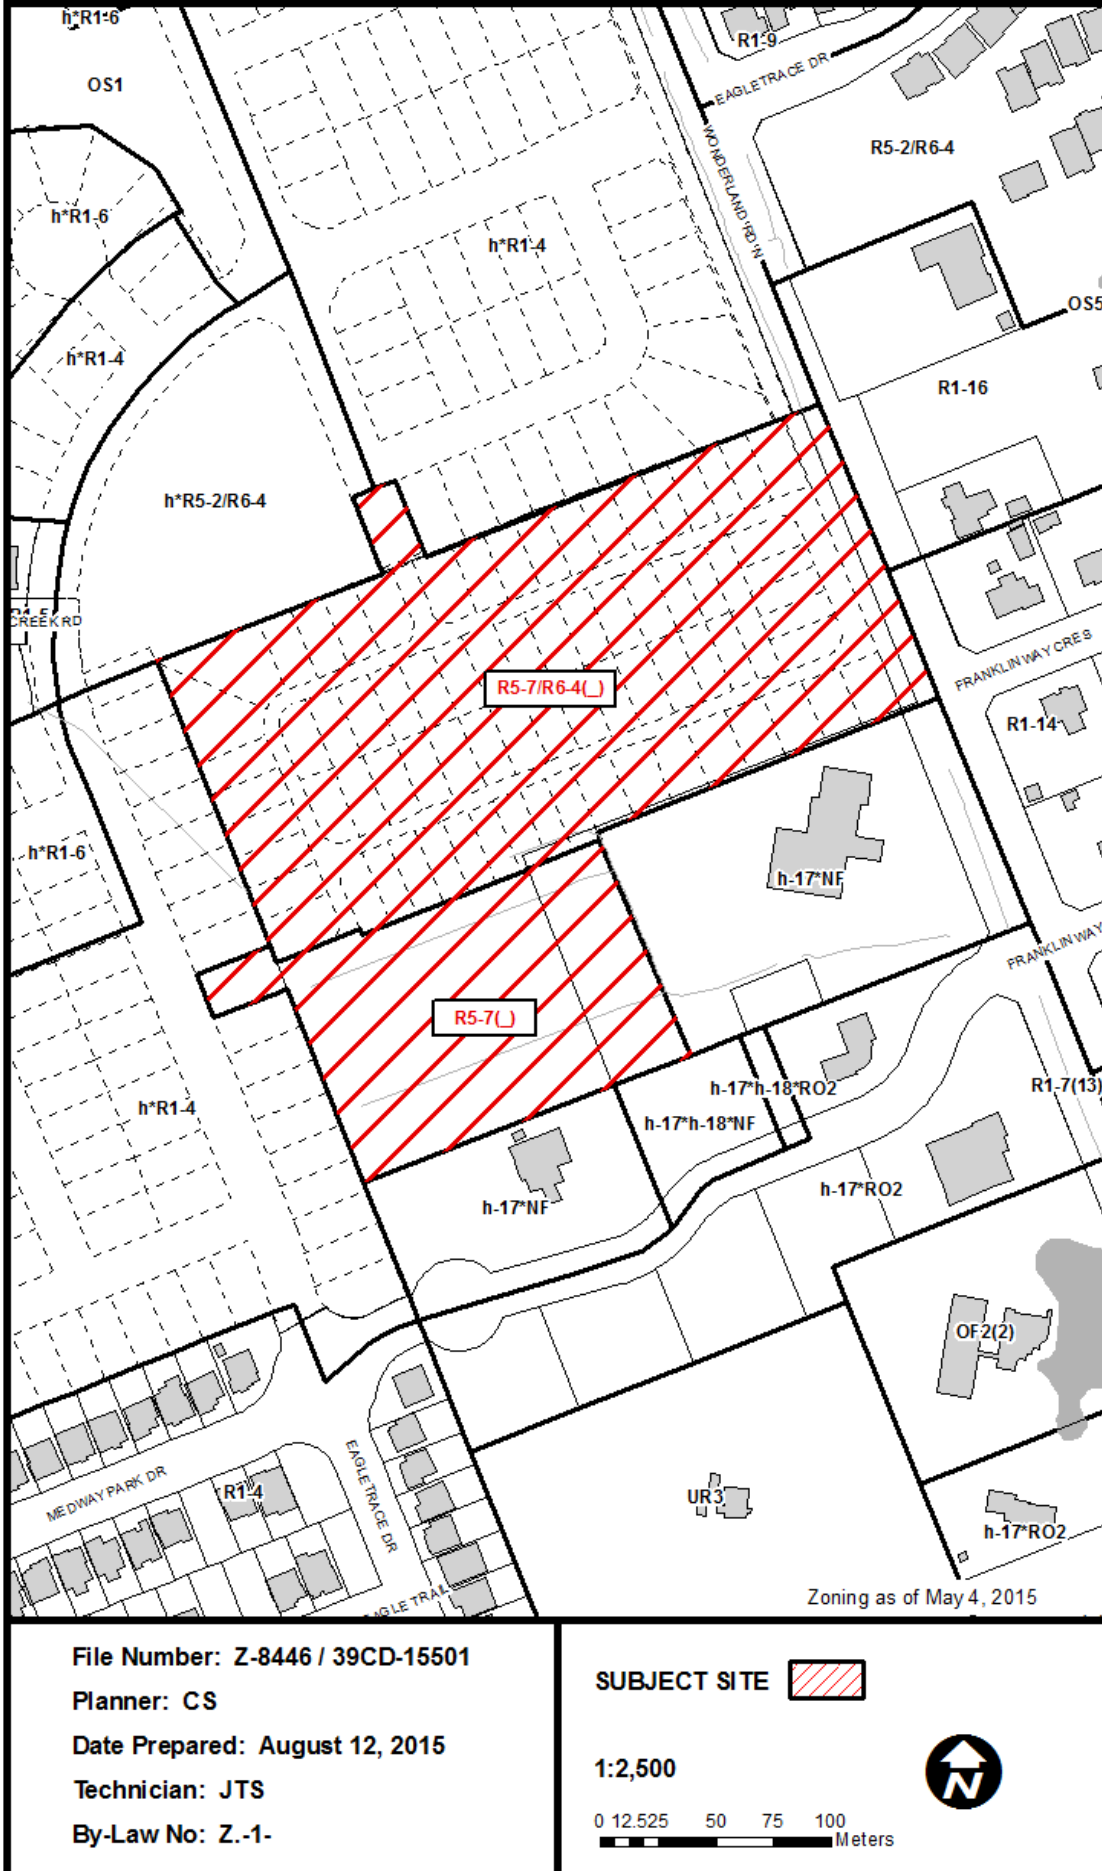 h*R1-6
OS1
R1-9
EAGLETRACE DR
WONDERLAND RD N
R5-2/R6-4
h*R1-6
h*R1-4
OS5
h*R1-4
R1-16
h*R5-2/R6-4
CREEK RD
FRANKLIN WAY CRES
R5-7/R6-4(_)
R1-14
h*R1-6
h-17*NF
FRANKLIN WAY
R5-7(_)
h-17*h-18*RO2
R1-7(13)
h*R1-4
h-17*h-18*NF
h-17*RO2
h-17*NF
OF2(2)
EAGLETRACE DR
MEDWAY PARK DR
R1-4
UR3
h-17*RO2
EAGLE TRAIL
Zoning as of May 4, 2015
File Number: Z-8446 / 39CD-15501
Planner: CS
Date Prepared: August 12, 2015
Technician: JTS
By-Law No: Z.-1-
SUBJECT SITE
1:2,500
N
0 12.525 50 75 100
Meters